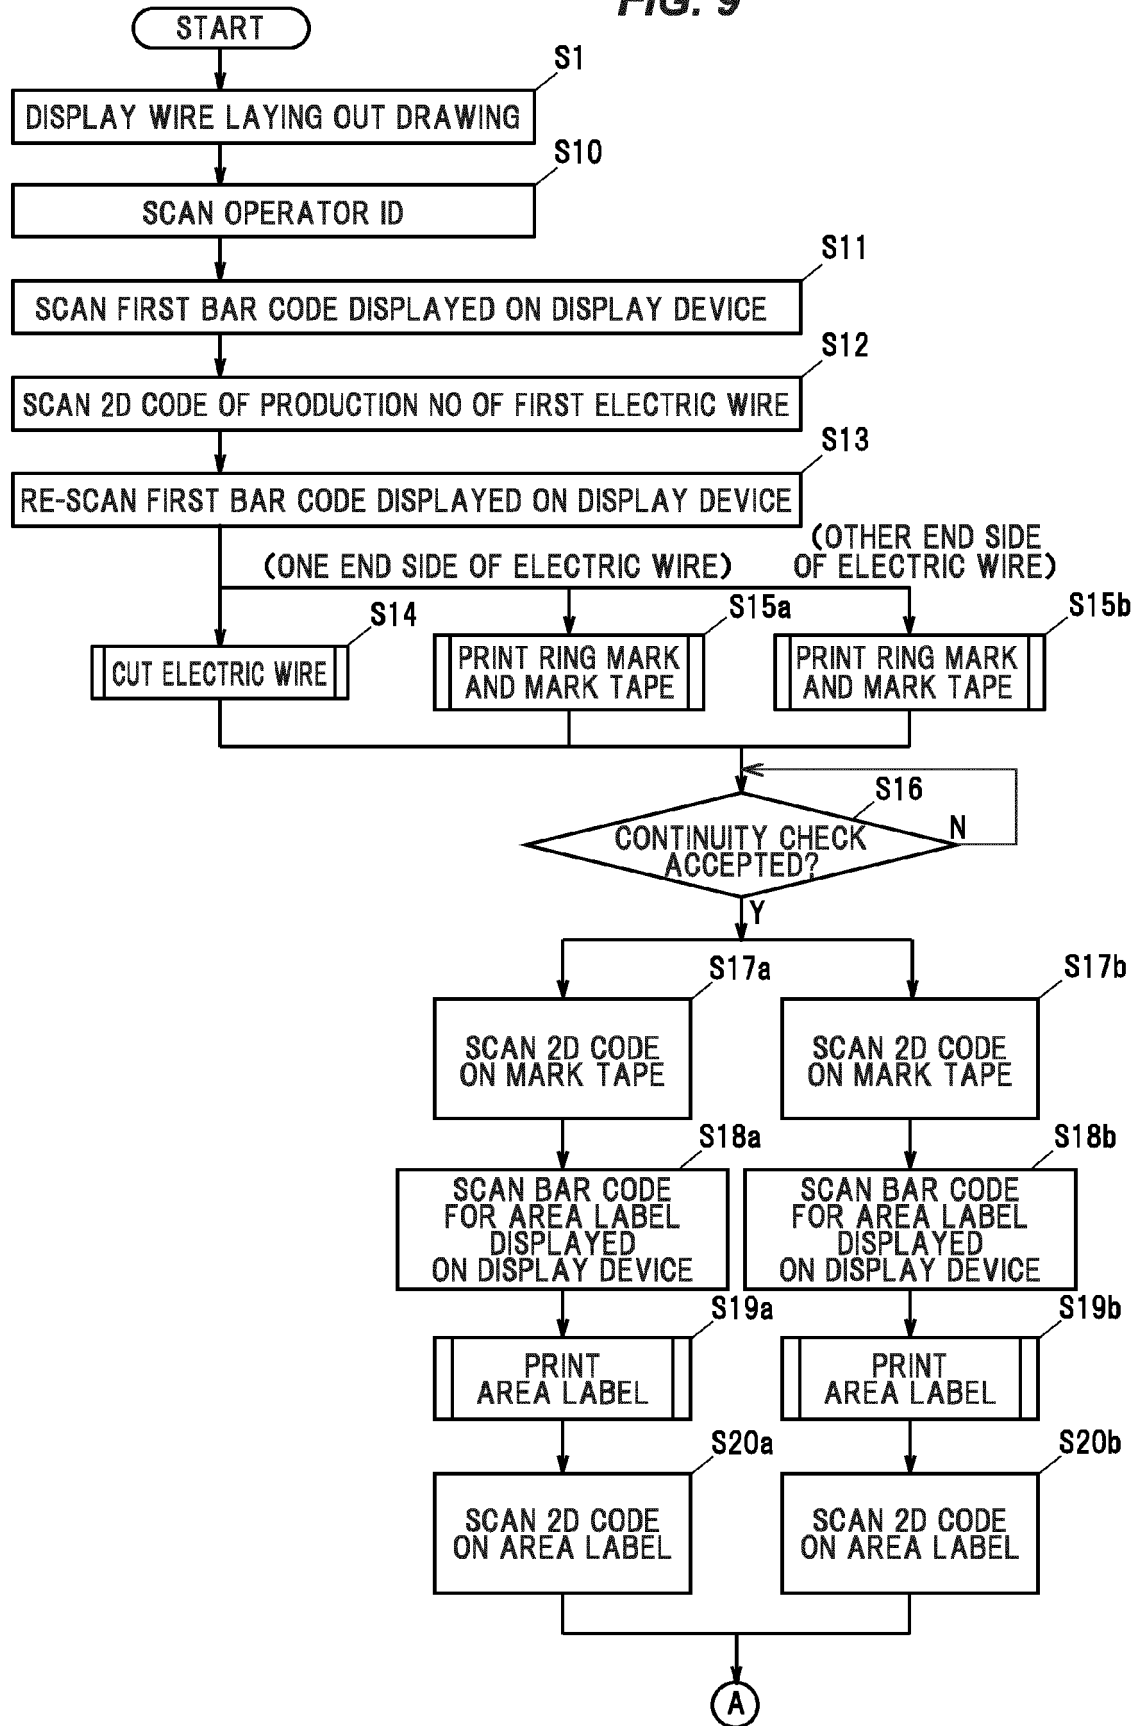 FIG. 9
START
S1
DISPLAY WIRE LAYING OUT DRAWING
S10
SCAN OPERATOR ID
S11
SCAN FIRST BAR CODE DISPLAYED ON DISPLAY DEVICE
S12
SCAN 2D CODE OF PRODUCTION NO OF FIRST ELECTRIC WIRE
S13
RE-SCAN FIRST BAR CODE DISPLAYED ON DISPLAY DEVICE
(ONE END SIDE OF ELECTRIC WIRE)
(OTHER END SIDE
OF ELECTRIC WIRE)
S14
CUT ELECTRIC WIRE
S15a
PRINT RING MARK
AND MARK TAPE
S15b
PRINT RING MARK
AND MARK TAPE
S16
CONTINUITY CHECK
ACCEPTED?
N
Y
S17a
SCAN 2D CODE
ON MARK TAPE
S17b
SCAN 2D CODE
ON MARK TAPE
S18a
SCAN BAR CODE
FOR AREA LABEL
DISPLAYED
ON DISPLAY DEVICE
S18b
SCAN BAR CODE
FOR AREA LABEL
DISPLAYED
ON DISPLAY DEVICE
S19a
PRINT
AREA LABEL
S19b
PRINT
AREA LABEL
S20a
SCAN 2D CODE
ON AREA LABEL
S20b
SCAN 2D CODE
ON AREA LABEL
A